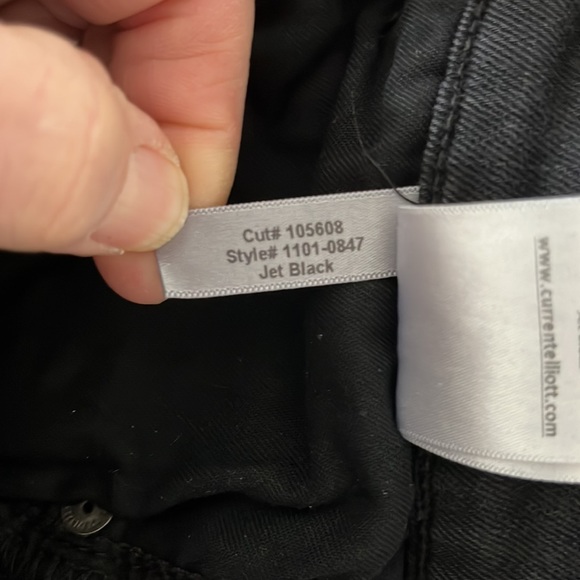 Cut# 105608
Style# 1101-0847
Jet Black
www.currentelliott.com